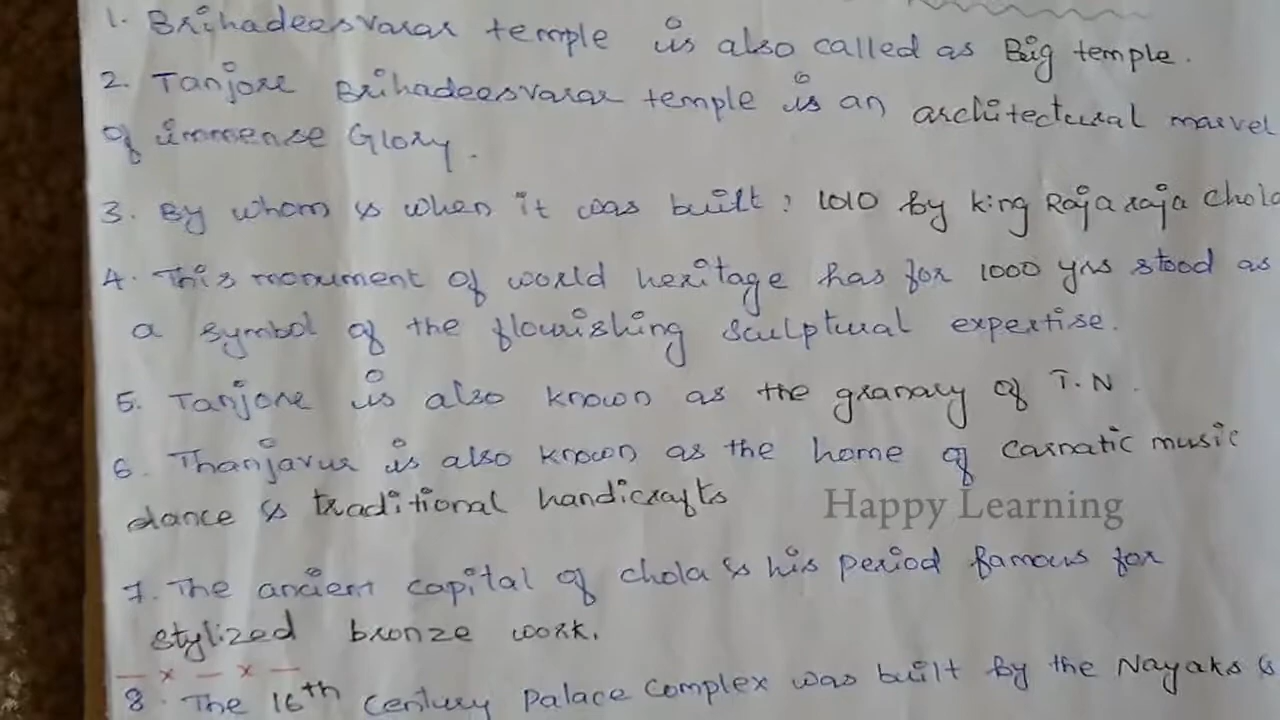 1. Brihadeesvarar temple is also called as Big temple.
2. Tanjore Brihadeesvarar temple is an architectural marvel
of immense Glory.
3. By whom & when it was built : 1010 by king Raja raja Chola
4. This monument of world heritage has for 1000 yrs stood as
a symbol of the flourishing sculptual expertise.
5. Tanjore is also known as the granary of T.N.
6. Thanjavur is also known as the home of carnatic music
dance & traditional handicrafts
Happy Learning
7. The ancient capital of chola & his period famous for
stylized bronze work.
— x — x —
8. The 16th Century Palace Complex was built by the Nayaks &